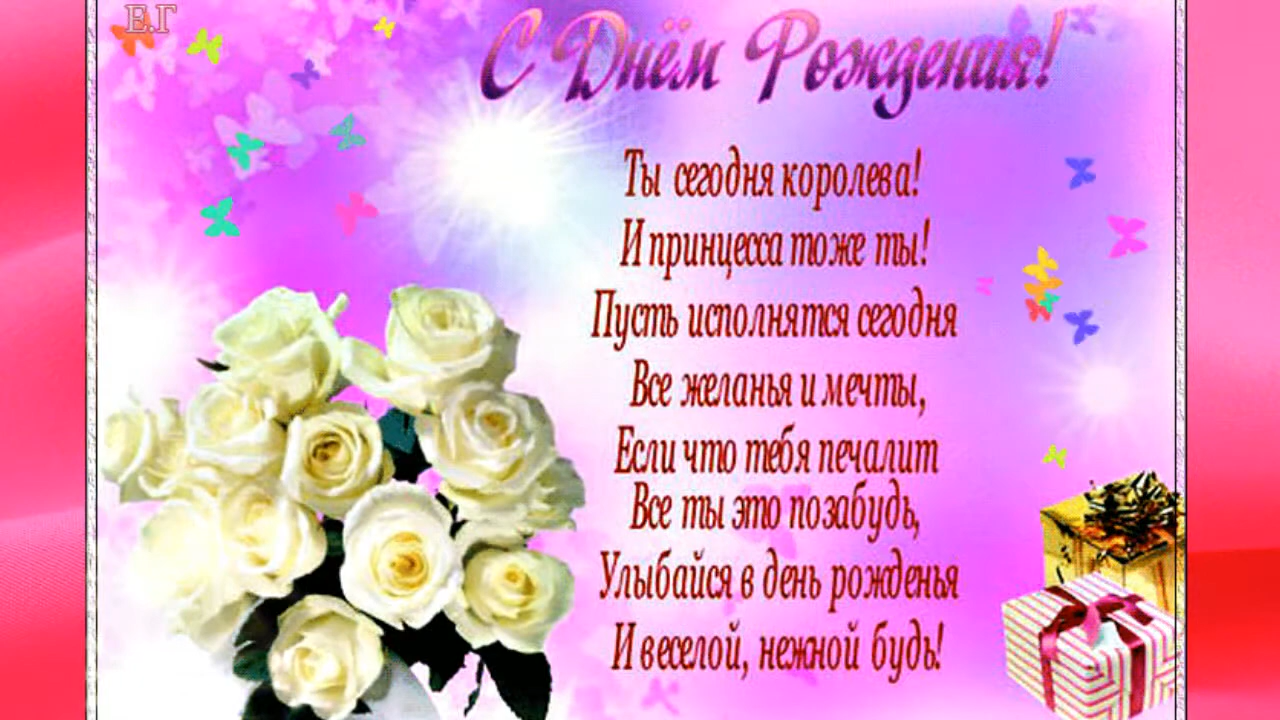 Е.Г
С Днём Рождения!
Ты сегодня королева!
И принцесса тоже ты!
Пусть исполнятся сегодня
Все желанья и мечты,
Если что тебя печалит
Все ты это позабудь,
Улыбайся в день рожденья
И веселой, нежной будь!